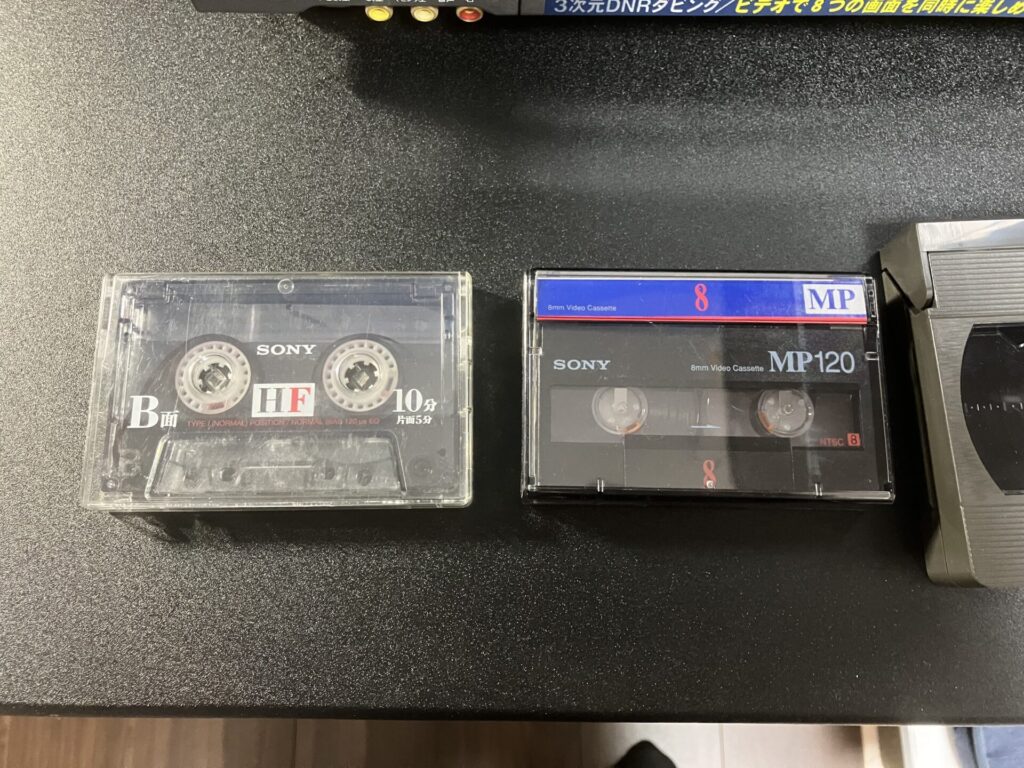 3次元DNRダビング/ビデオで8つの画面を同時に楽しめ
SONY
B面
HF
10分
片面5分
TYPE I (NORMAL) POSITION / NORMAL BIAS 120 μs EQ
8mm Video Cassette
8
MP
SONY
8mm Video Cassette
MP120
NTSC 8
8